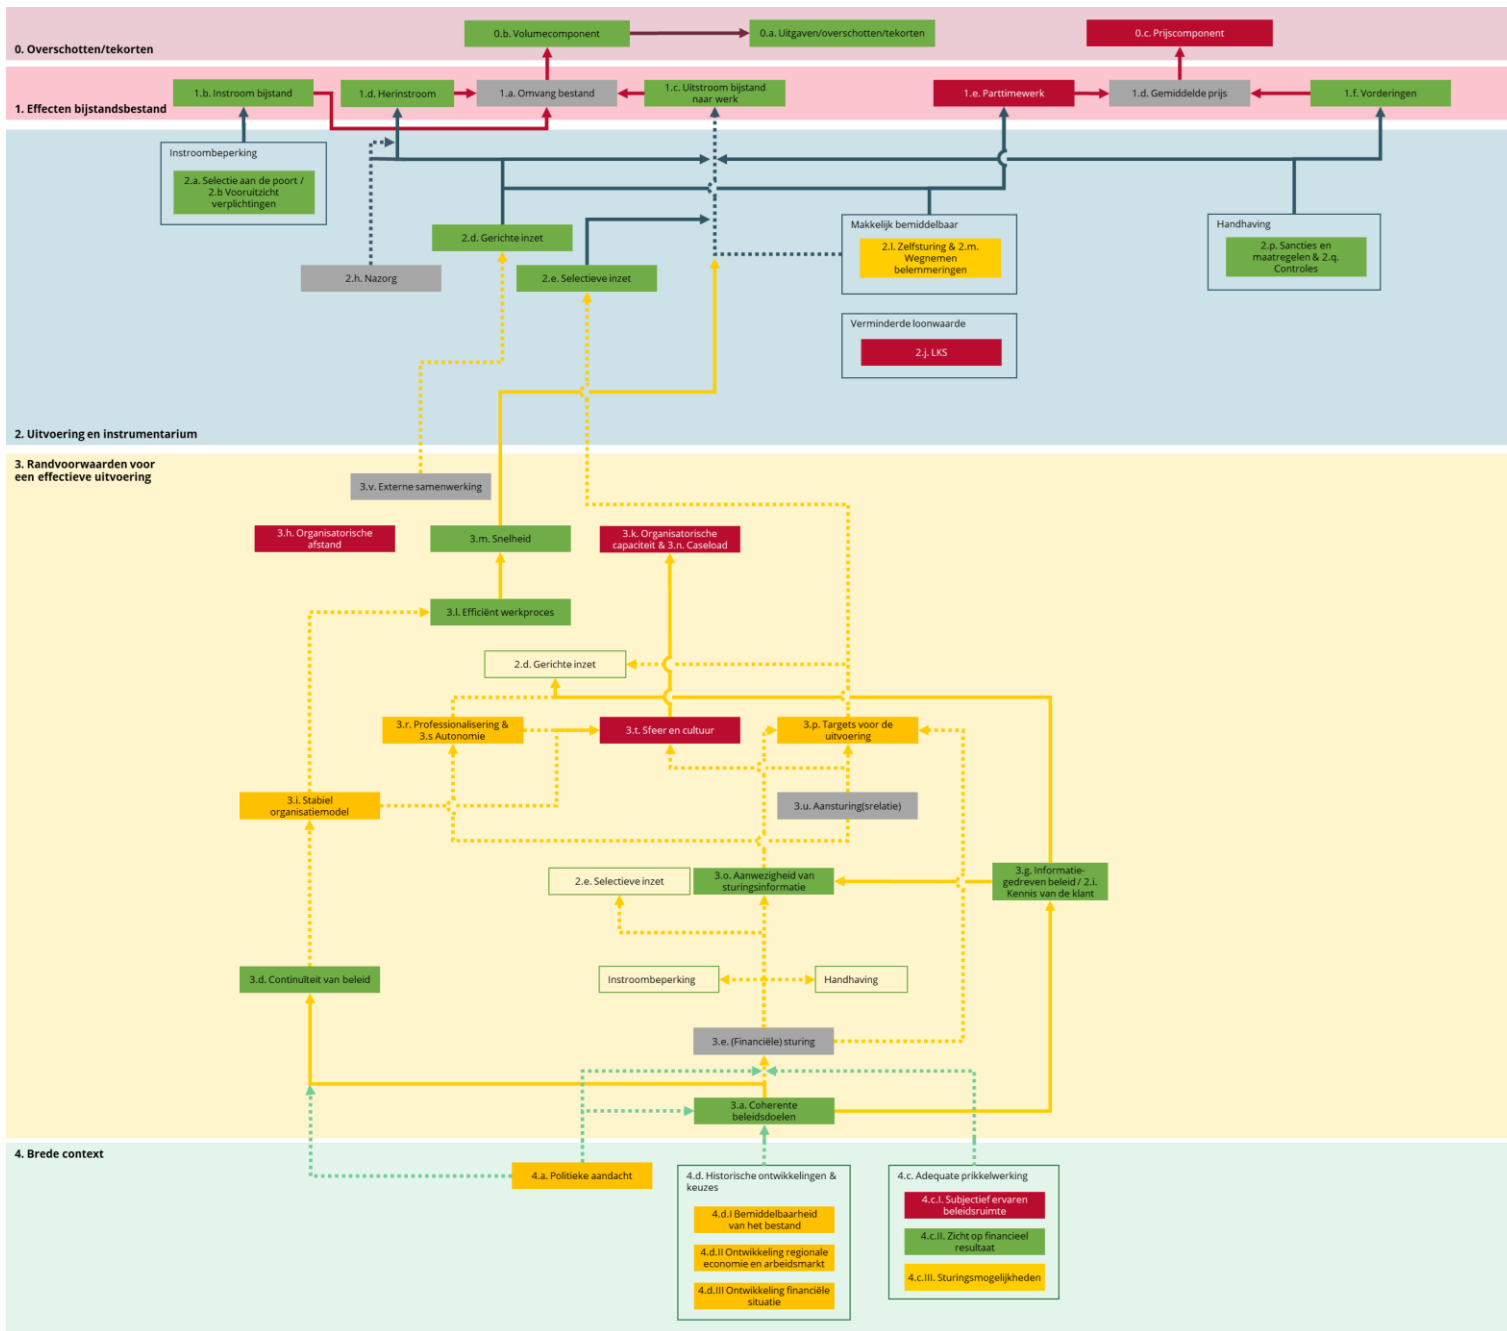 0.b. Volumecomponent
0.a. Uitgaven/overschotten/tekorten
0.c. Prijscomponent
0. Overschotten/tekorten
1.b. Instroom bijstand
1.d. Herinstroom
1.a. Omvang bestand
1.c. Uitstroom bijstand
naar werk
1.e. Parttimewerk
1.d. Gemiddelde prijs
1.f. Vorderingen
1. Effecten bijstandsbestand
Instroombeperking
2.a. Selectie aan de poort /
2.b Vooruitzicht
verplichtingen
2.d. Gerichte inzet
2.h. Nazorg
2.e. Selectieve inzet
Makkelijk bemiddelbaar
2.l. Zelfsturing & 2.m.
Wegnemen
belemmeringen
Handhaving
2.p. Sancties en
maatregelen & 2.q.
Controles
Verminderde loonwaarde
2.j. LKS
2. Uitvoering en instrumentarium
3. Randvoorwaarden voor
een effectieve uitvoering
3.v. Externe samenwerking
3.h. Organisatorische
afstand
3.m. Snelheid
3.k. Organisatorische
capaciteit & 3.n. Caseload
3.l. Efficiënt werkproces
2.d. Gerichte inzet
3.r. Professionalisering &
3.s Autonomie
3.t. Sfeer en cultuur
3.p. Targets voor de
uitvoering
3.i. Stabiel
organisatiemodel
3.u. Aansturing(srelatie)
2.e. Selectieve inzet
3.o. Aanwezigheid van
sturingsinformatie
3.g. Informatie-
gedreven beleid / 2.i.
Kennis van de klant
3.d. Continuïteit van beleid
Instroombeperking
Handhaving
3.e. (Financiële) sturing
3.a. Coherente
beleidsdoelen
4. Brede context
4.a. Politieke aandacht
4.d. Historische ontwikkelingen &
keuzes
4.d.I Bemiddelbaarheid
van het bestand
4.d.II Ontwikkeling regionale
economie en arbeidsmarkt
4.d.III Ontwikkeling financiële
situatie
4.c. Adequate prikkelwerking
4.c.I. Subjectief ervaren
beleidsruimte
4.c.II. Zicht op financieel
resultaat
4.c.III. Sturingsmogelijkheden